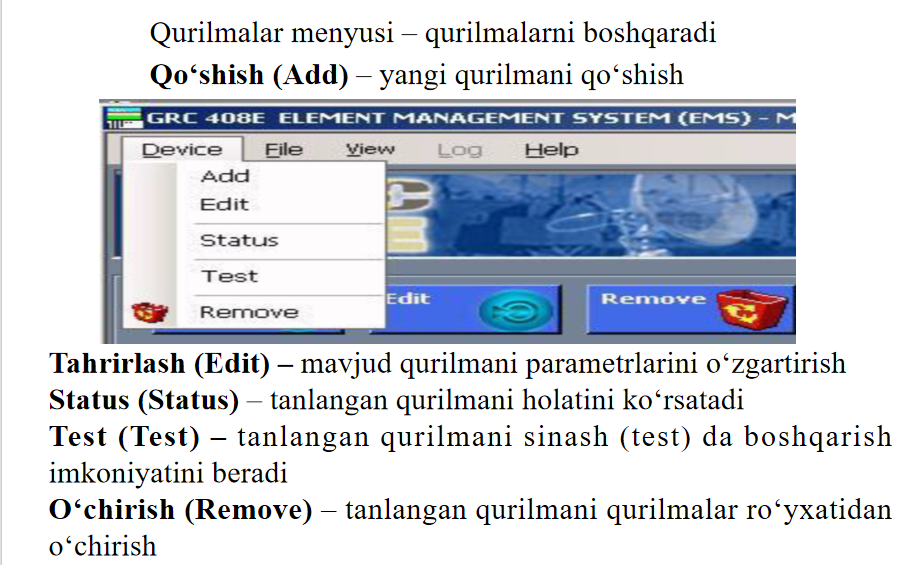 Qurilmalar menyusi – qurilmalarni boshqaradi
Qo‘shish (Add) – yangi qurilmani qo‘shish
GRC 408E ELEMENT MANAGEMENT SYSTEM (EMS) - M
Device File View Log Help
Add
Edit
Status
Test
Remove
Edit
Remove
Tahrirlash (Edit) – mavjud qurilmani parametrlarini o‘zgartirish
Status (Status) – tanlangan qurilmani holatini ko‘rsatadi
Test (Test) – tanlangan qurilmani sinash (test) da boshqarish
imkoniyatini beradi
O‘chirish (Remove) – tanlangan qurilmani qurilmalar ro‘yxatidan
o‘chirish